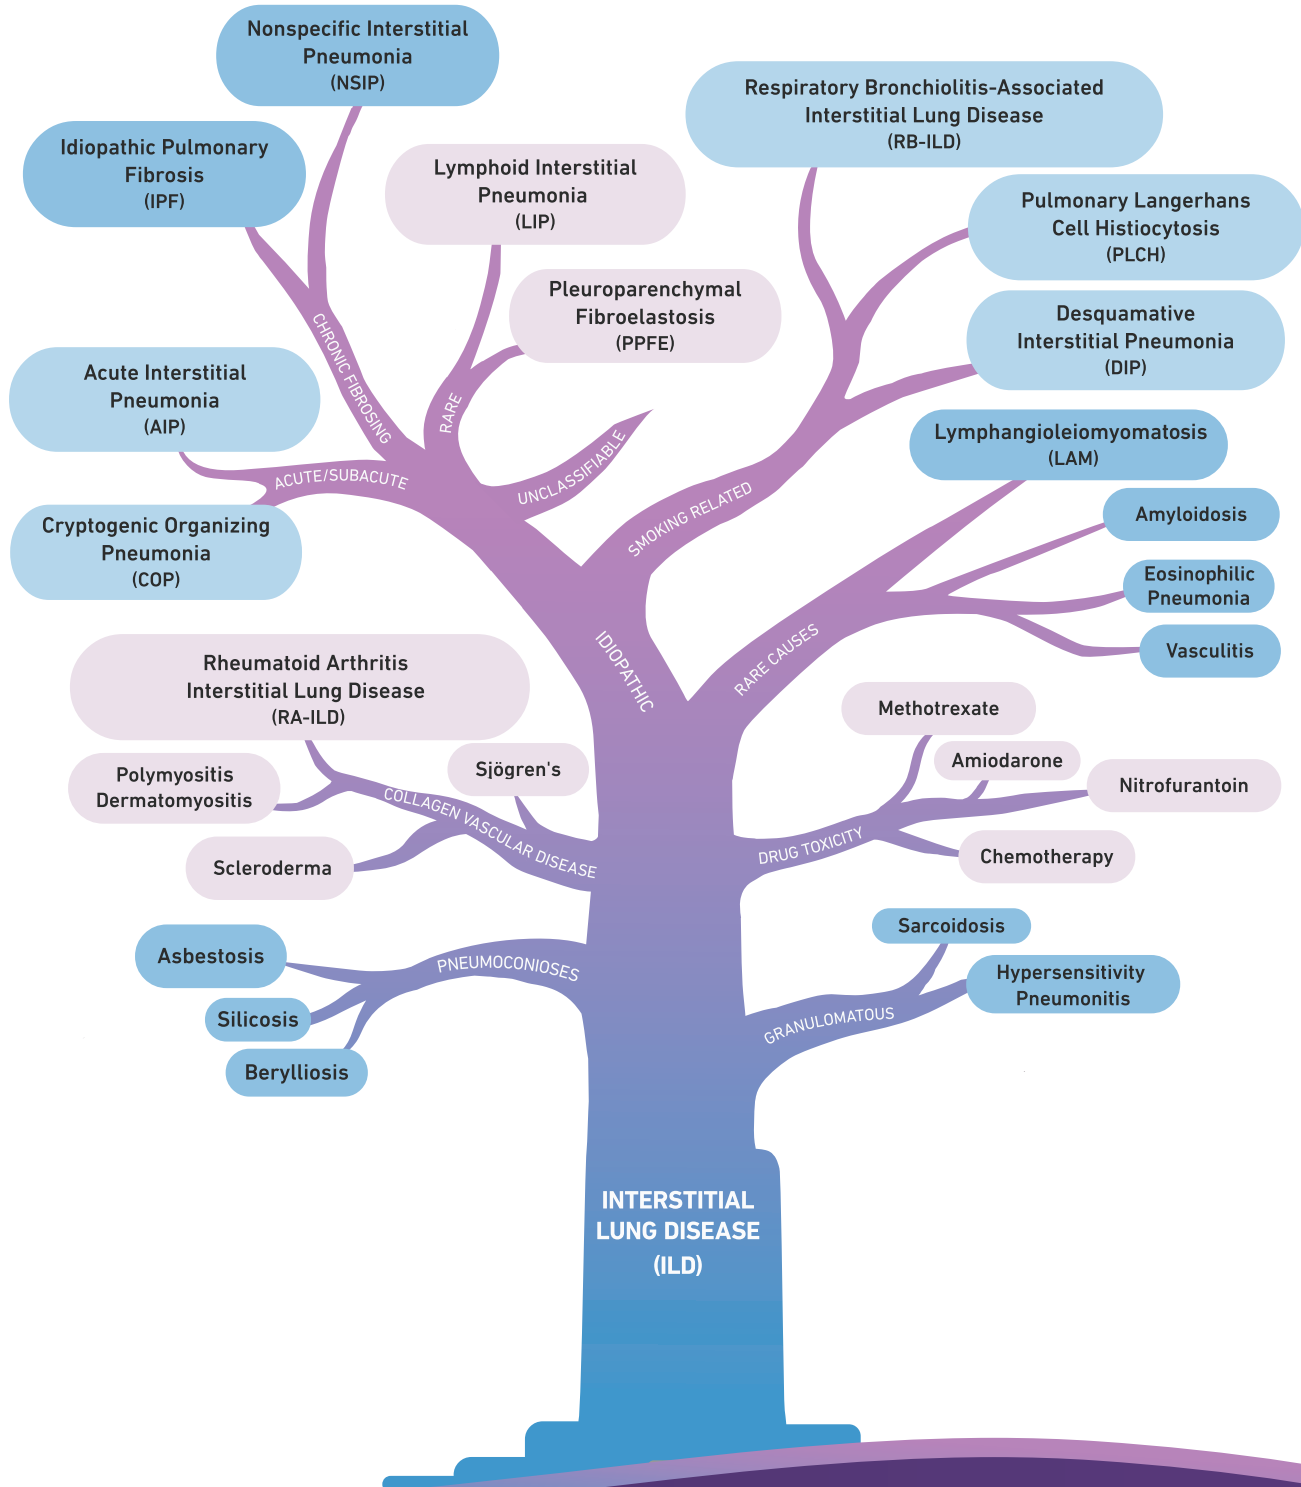 Nonspecific Interstitial
Pneumonia
(NSIP)
Idiopathic Pulmonary
Fibrosis
(IPF)
Lymphoid Interstitial
Pneumonia
(LIP)
Pleuroparenchymal
Fibroelastosis
(PPFE)
Acute Interstitial
Pneumonia
(AIP)
Cryptogenic Organizing
Pneumonia
(COP)
CHRONIC FIBROSING
RARE
ACUTE/SUBACUTE
UNCLASSIFIABLE
Respiratory Bronchiolitis-Associated
Interstitial Lung Disease
(RB-ILD)
Pulmonary Langerhans
Cell Histiocytosis
(PLCH)
Desquamative
Interstitial Pneumonia
(DIP)
SMOKING RELATED
IDIOPATHIC
Lymphangioleiomyomatosis
(LAM)
Amyloidosis
Eosinophilic
Pneumonia
Vasculitis
RARE CAUSES
Rheumatoid Arthritis
Interstitial Lung Disease
(RA-ILD)
Polymyositis
Dermatomyositis
Sjögren's
Scleroderma
COLLAGEN VASCULAR DISEASE
Methotrexate
Amiodarone
Nitrofurantoin
Chemotherapy
DRUG TOXICITY
Asbestosis
Silicosis
Berylliosis
PNEUMOCONIOSES
Sarcoidosis
Hypersensitivity
Pneumonitis
GRANULOMATOUS
INTERSTITIAL
LUNG DISEASE
(ILD)